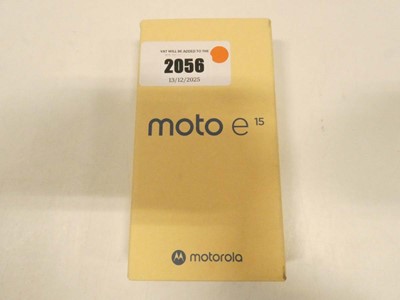 VAT WILL BE ADDED TO THE
2056
13/12/2025
moto e 15
motorola